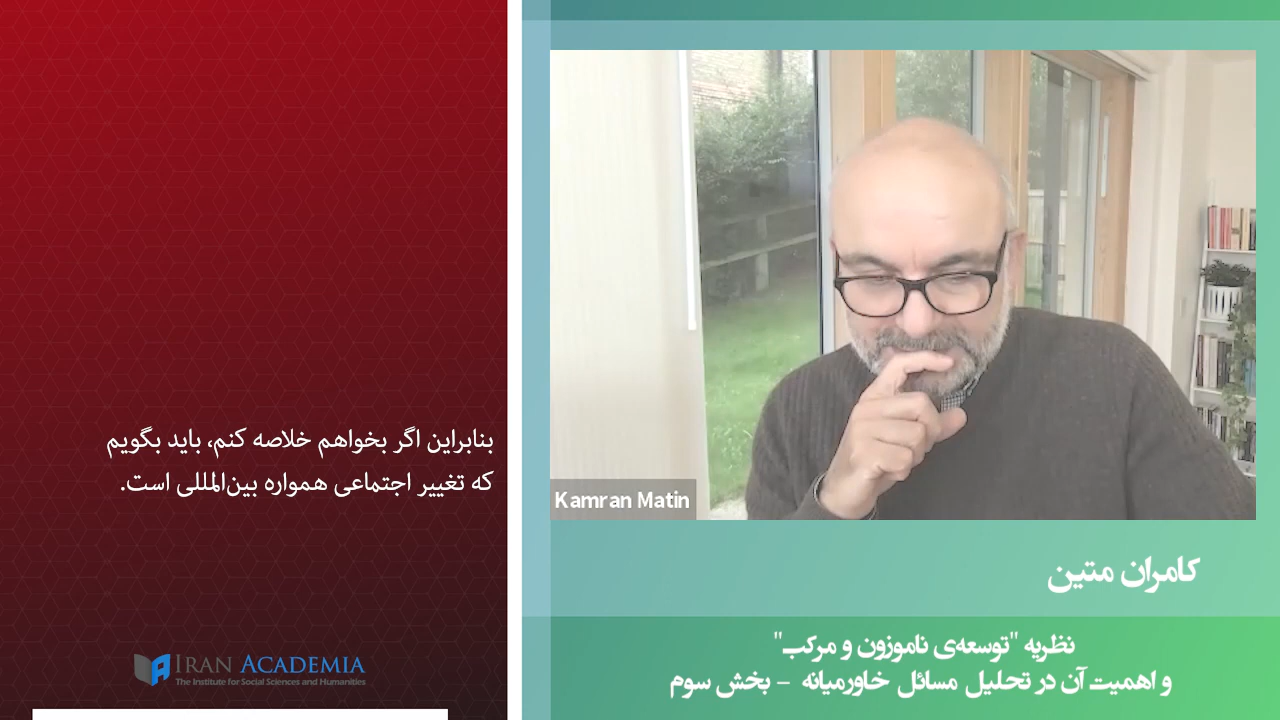 بنابراین اگر بخواهم خلاصه کنم، باید بگویم
که تغییر اجتماعی همواره بین‌المللی است.
IRAN ACADEMIA
The Institute for Social Sciences and Humanities
Kamran Matin
کامران متین
نظریه "توسعه‌ی ناموزون و مرکب"
و اهمیت آن در تحلیل مسائل خاورمیانه - بخش سوم